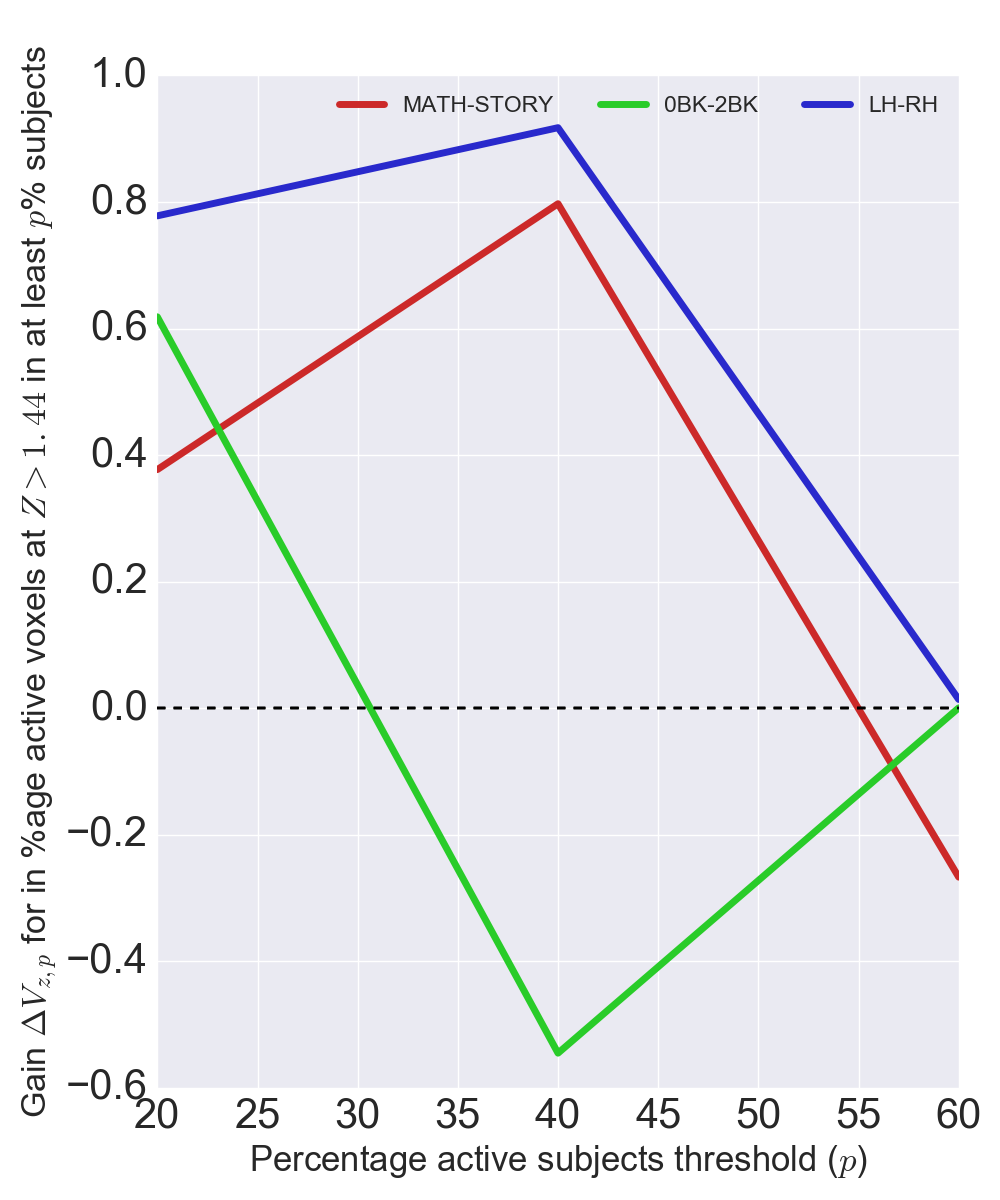 Gain ΔV_{z,p} for in %age active voxels at Z > 1.44 in at least p% subjects
1.0
0.8
0.6
0.4
0.2
0.0
−0.2
−0.4
−0.6
MATH-STORY 0BK-2BK LH-RH
20 25 30 35 40 45 50 55 60
Percentage active subjects threshold (p)